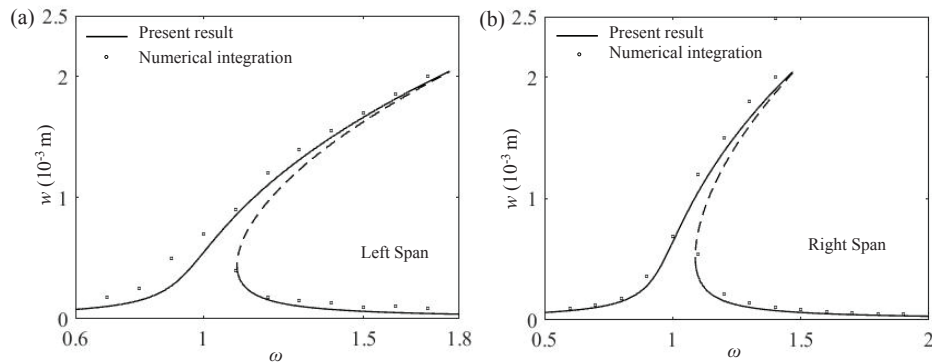 (a)
2.5
Present result
Numerical integration
2
w (10⁻³ m)
1
Left Span
0
0.6
1
1.5
1.8
ω
(b)
2.5
Present result
Numerical integration
2
w (10⁻³ m)
1
Right Span
0
0.5
1
1.5
2
ω